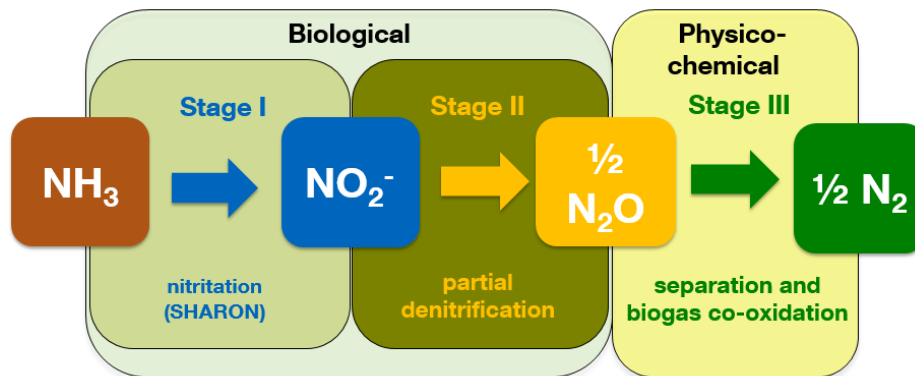 Biological
Physico-
chemical
Stage I
Stage II
Stage III
NH₃
NO₂⁻
½
N₂O
½ N₂
nitritation
(SHARON)
partial
denitrification
separation and
biogas co-oxidation